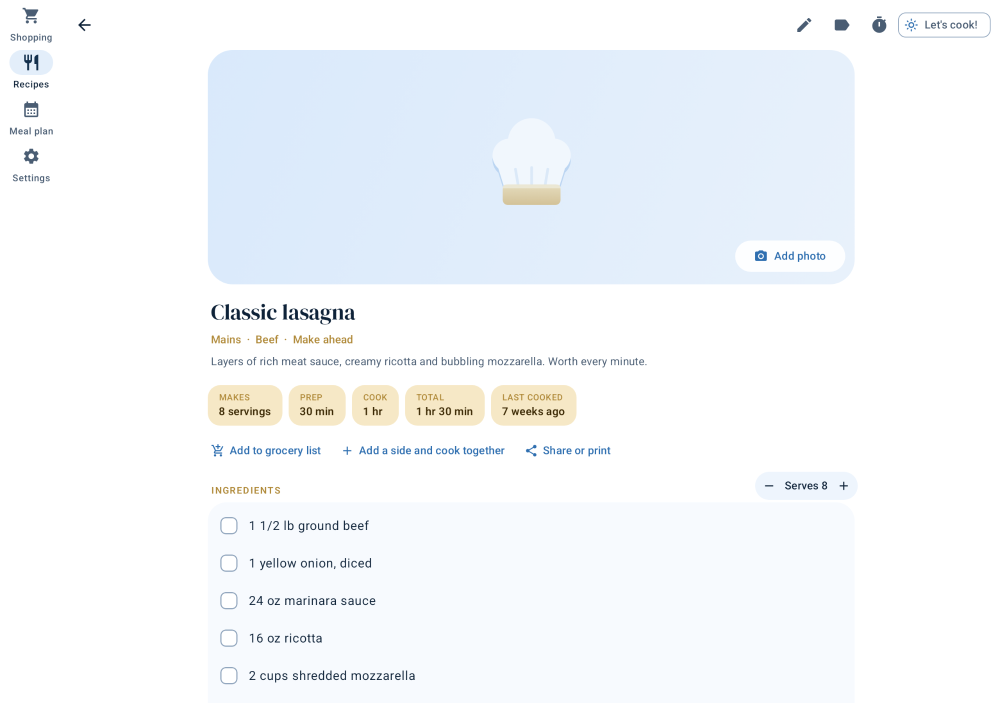 Shopping
Recipes
Meal plan
Settings
Let's cook!
Add photo
Classic lasagna
Mains · Beef · Make ahead
Layers of rich meat sauce, creamy ricotta and bubbling mozzarella. Worth every minute.
MAKES
8 servings
PREP
30 min
COOK
1 hr
TOTAL
1 hr 30 min
LAST COOKED
7 weeks ago
Add to grocery list
Add a side and cook together
Share or print
INGREDIENTS
Serves 8
1 1/2 lb ground beef
1 yellow onion, diced
24 oz marinara sauce
16 oz ricotta
2 cups shredded mozzarella